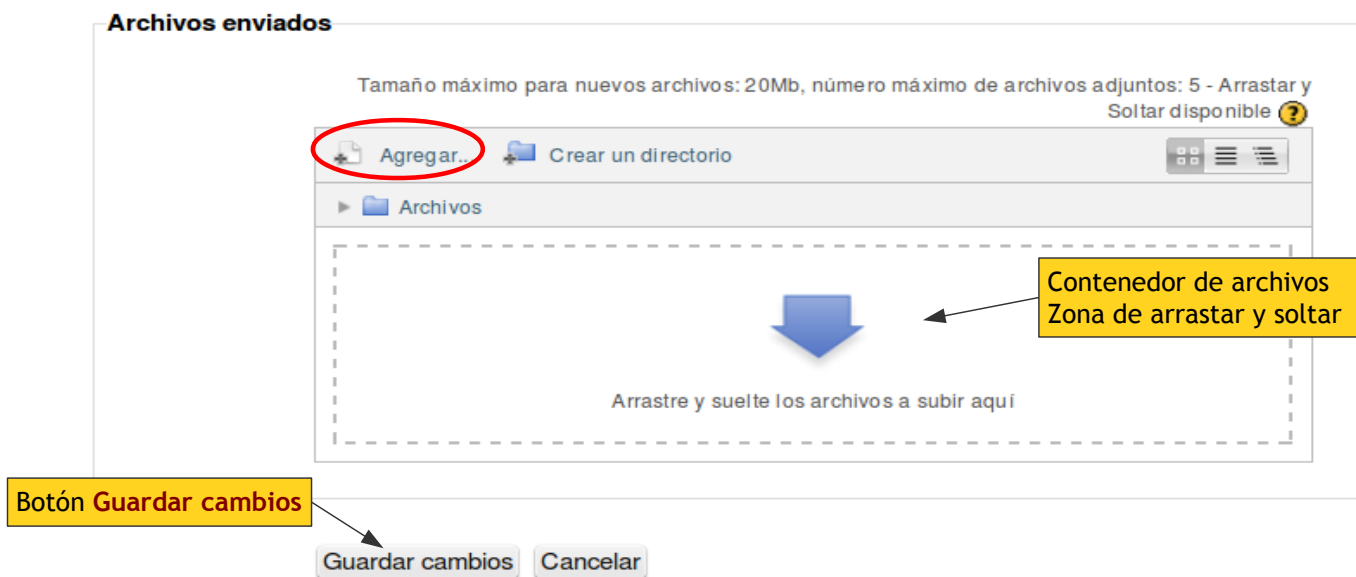 Archivos enviados
Tamaño máximo para nuevos archivos: 20Mb, número máximo de archivos adjuntos: 5 - Arrastar y
Soltar disponible ?
Agregar... Crear un directorio
Archivos
Contenedor de archivos
Zona de arrastar y soltar
Arrastre y suelte los archivos a subir aquí
Botón Guardar cambios
Guardar cambios Cancelar